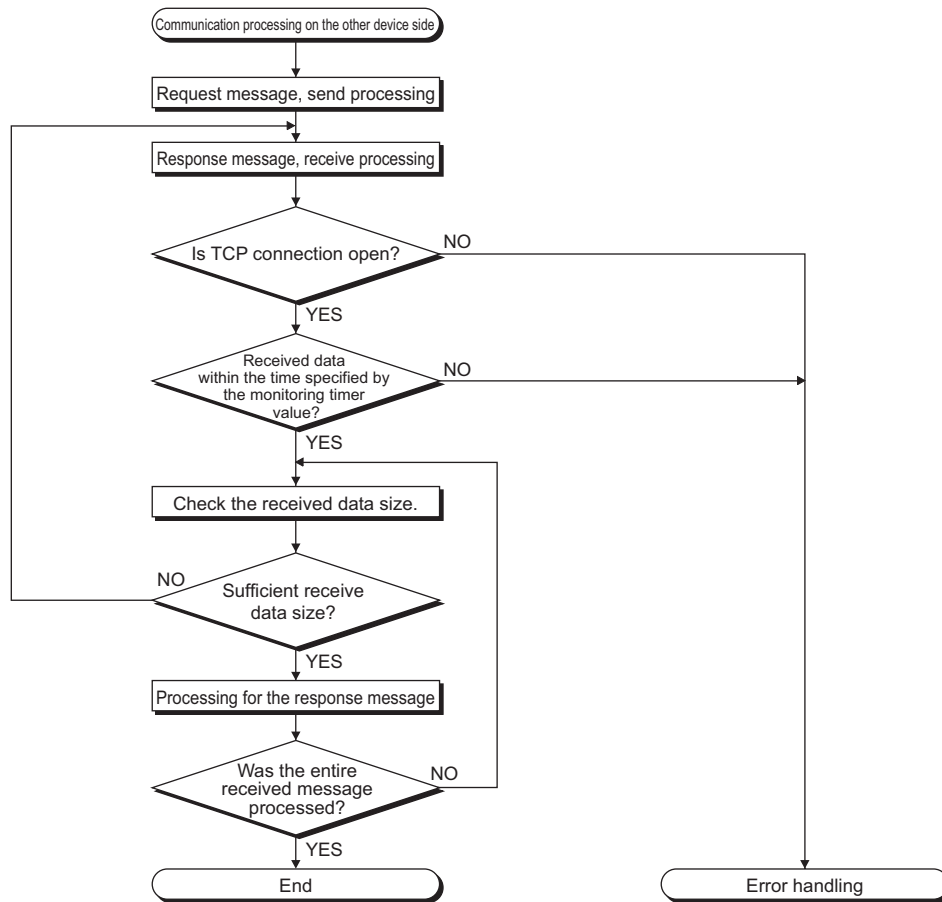 Communication processing on the other device side
Request message, send processing
Response message, receive processing
Is TCP connection open?
NO
YES
Received data
within the time specified by
the monitoring timer
value?
NO
YES
Check the received data size.
NO
Sufficient receive
data size?
YES
Processing for the response message
Was the entire
received message
processed?
NO
YES
End
Error handling